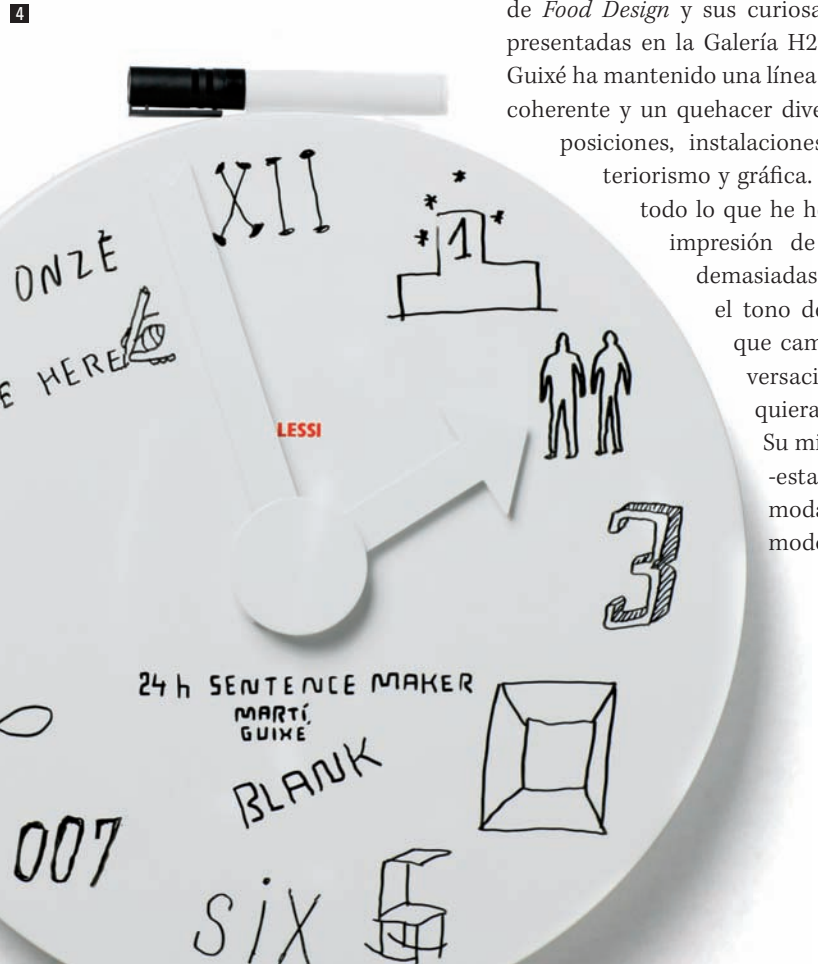 4
de Food Design y sus curiosa
presentadas en la Galería H2
Guixé ha mantenido una línea
coherente y un quehacer dive
posiciones, instalaciones
teriorismo y gráfica.
todo lo que he h
impresión de
demasiadas
el tono d
que cam
versaci
quiera
Su mi
-esta
moda
mod
XII
1
ONZE
E HERE
LESSI
3
24 h SENTENCE MAKER
MARTÍ
GUIXÉ
BLANK
007
SiX
6